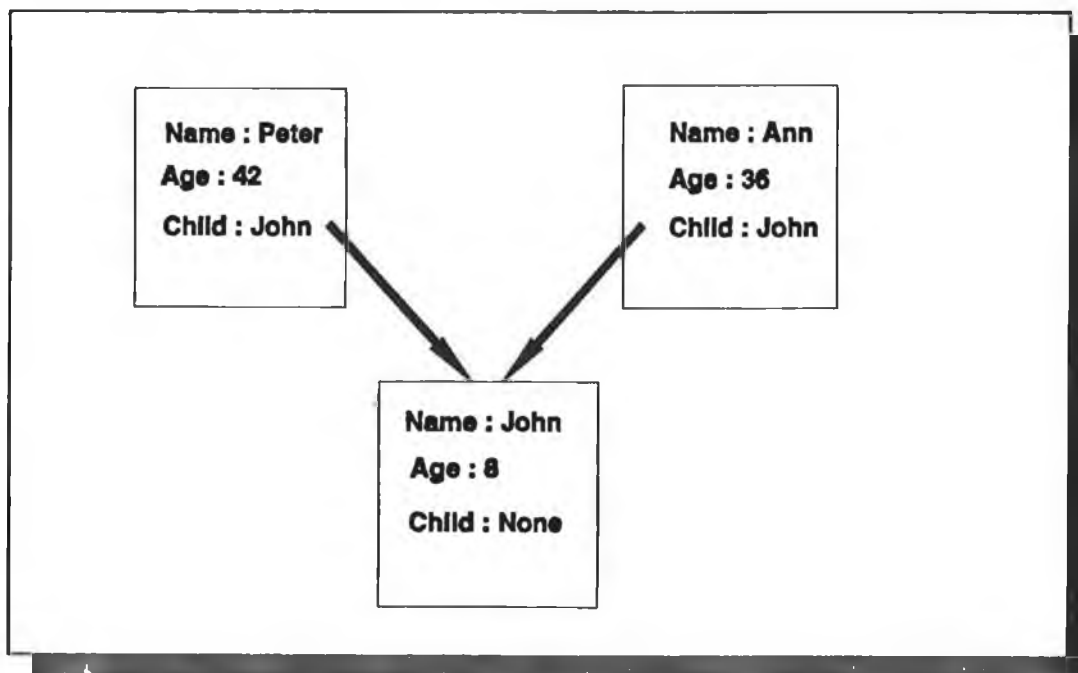 Name : Peter
Age : 42
Child : John
Name : Ann
Age : 36
Child : John
Name : John
Age : 8
Child : None